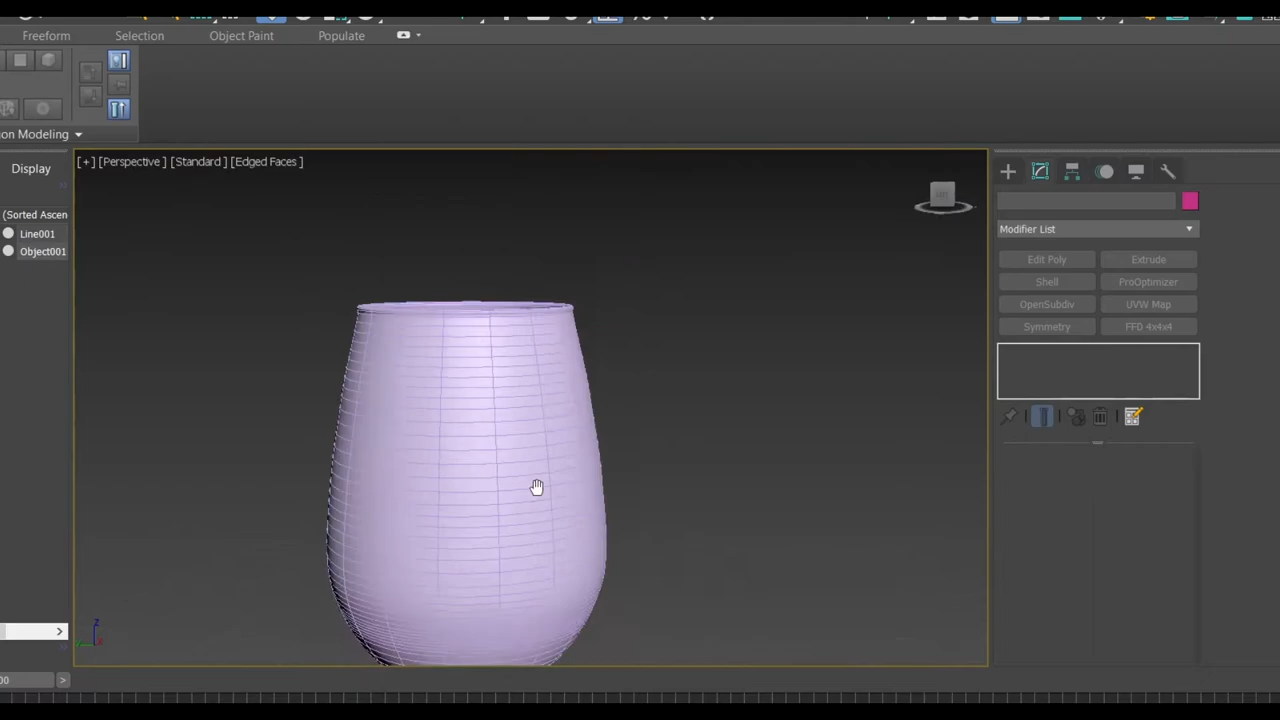 Freeform Selection Object Paint Populate
on Modeling
Display
[+] [Perspective ] [Standard ] [Edged Faces ]
(Sorted Ascen
Line001
Object001
Modifier List
Edit Poly Extrude
Shell ProOptimizer
OpenSubdiv UVW Map
Symmetry FFD 4x4x4
z
00 >